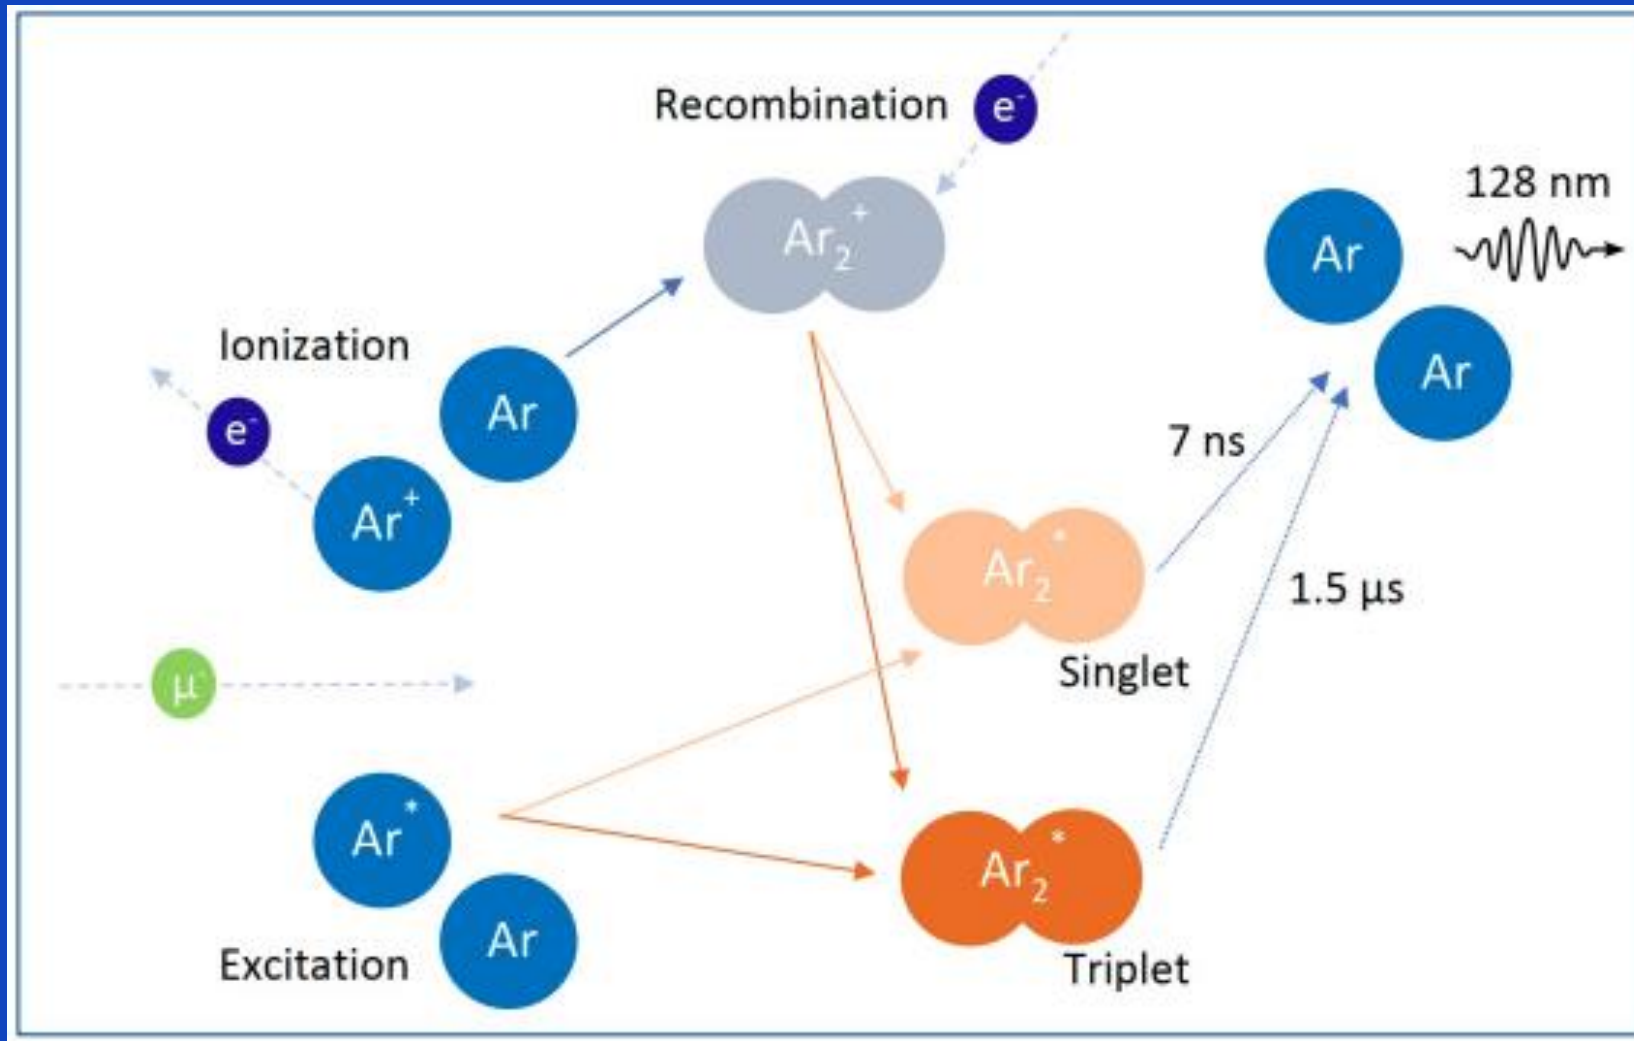 Recombination
e⁻
Ar₂⁺
128 nm
Ar
Ar
Ionization
e⁻
Ar
Ar⁺
7 ns
Ar₂*
1.5 µs
Singlet
µ⁻
Ar*
Ar
Excitation
Ar₂*
Triplet